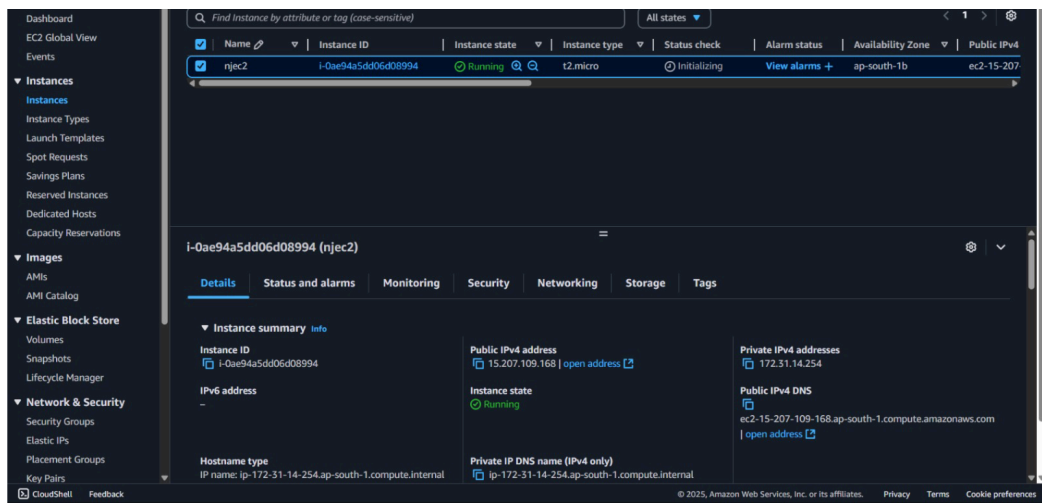 Dashboard
EC2 Global View
Events
Instances
Instances
Instance Types
Launch Templates
Spot Requests
Savings Plans
Reserved Instances
Dedicated Hosts
Capacity Reservations
Images
AMIs
AMI Catalog
Elastic Block Store
Volumes
Snapshots
Lifecycle Manager
Network & Security
Security Groups
Elastic IPs
Placement Groups
Key Pairs
Find Instance by attribute or tag (case-sensitive) All states 1
Name Instance ID Instance state Instance type Status check Alarm status Availability Zone Public IPv4
njec2 i-0ae94a5dd06d08994 Running t2.micro Initializing View alarms + ap-south-1b ec2-15-207-
i-0ae94a5dd06d08994 (njec2)
Details Status and alarms Monitoring Security Networking Storage Tags
Instance summary Info
Instance ID
i-0ae94a5dd06d08994
Public IPv4 address
15.207.109.168 | open address
Private IPv4 addresses
172.31.14.254
IPv6 address
–
Instance state
Running
Public IPv4 DNS
ec2-15-207-109-168.ap-south-1.compute.amazonaws.com
| open address
Hostname type
IP name: ip-172-31-14-254.ap-south-1.compute.internal
Private IP DNS name (IPv4 only)
ip-172-31-14-254.ap-south-1.compute.internal
CloudShell Feedback © 2025, Amazon Web Services, Inc. or its affiliates. Privacy Terms Cookie preferences